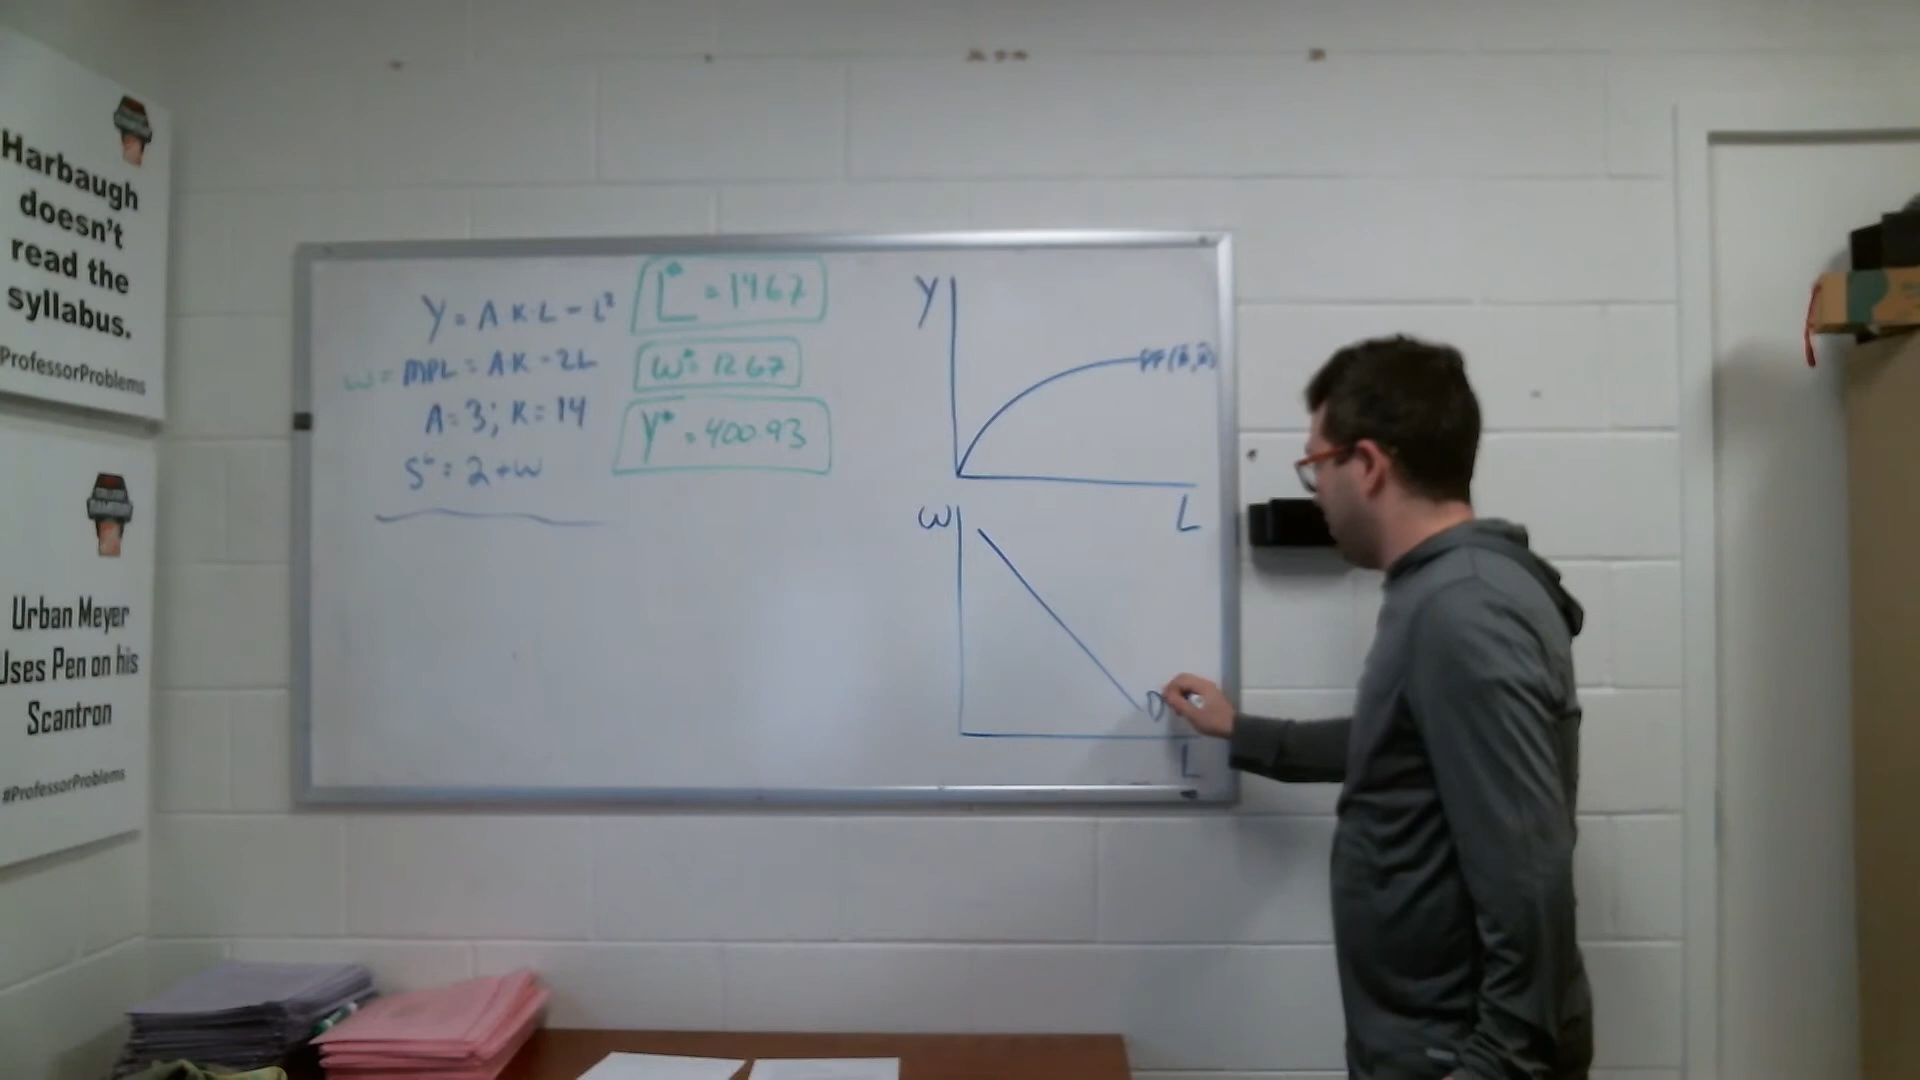 Harbaugh
doesn't
read the
syllabus.
#ProfessorProblems
Urban Meyer
Uses Pen on his
Scantron
#ProfessorProblems
Y = A·K·L - L²
w = MPL = A·K - 2L
A = 3; K = 14
Sᴸ = 2 + w
L* = 14.67
w* = 12.67
Y* = 400.93
Y
L
w
D
L